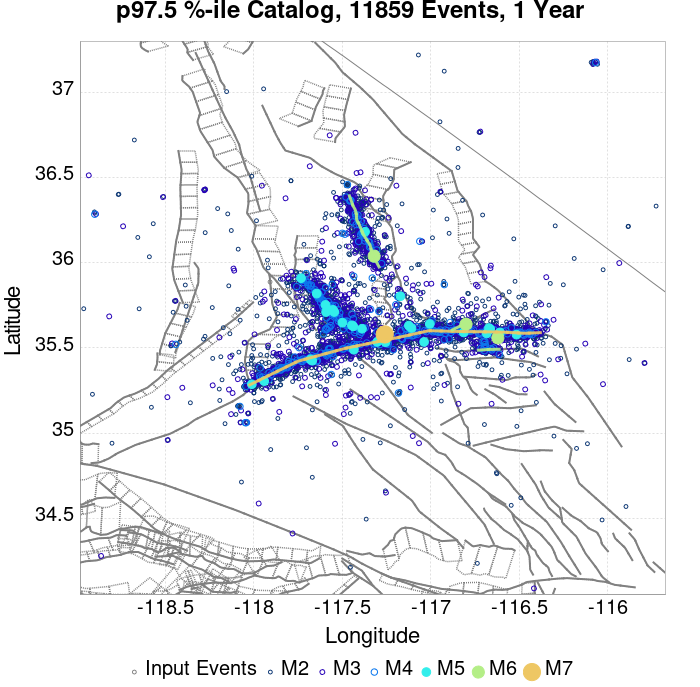 p97.5 %-ile Catalog, 11859 Events, 1 Year
37
36.5
36
35.5
35
34.5
Latitude
-118.5 -118 -117.5 -117 -116.5 -116
Longitude
Input Events M2 M3 M4 M5 M6 M7